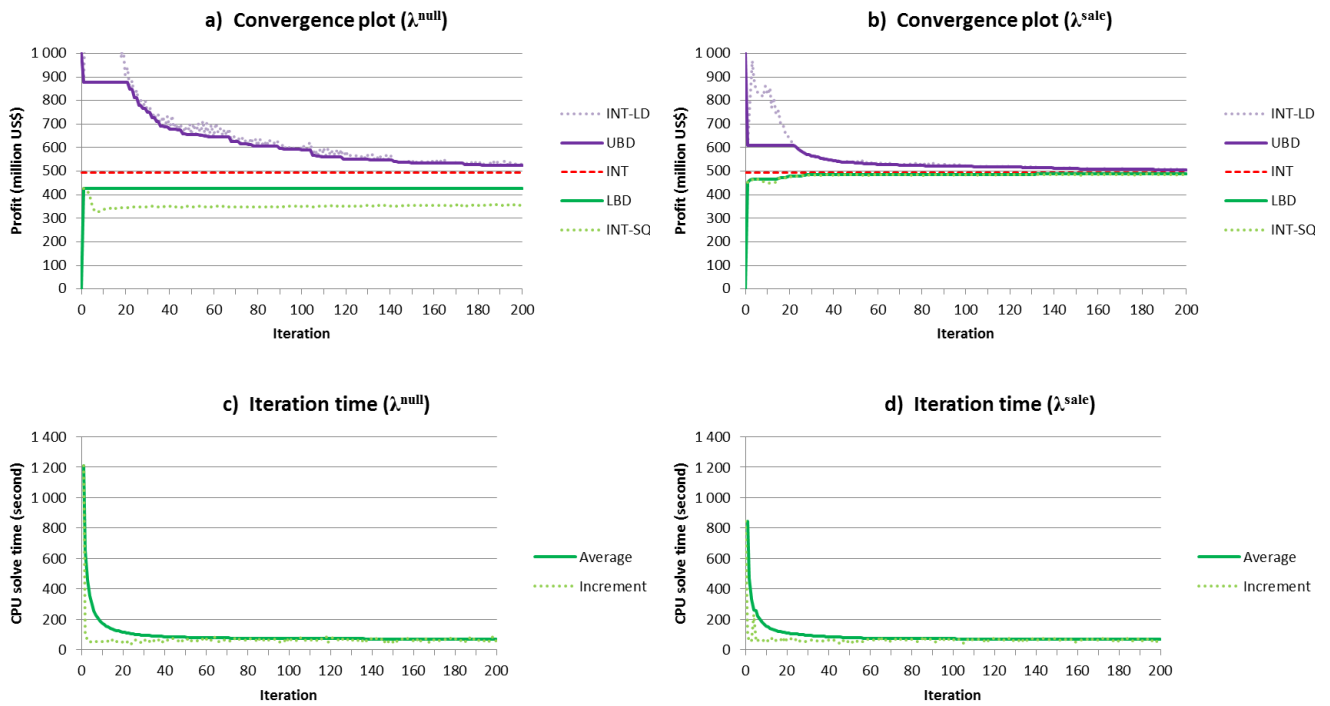 a) Convergence plot (λnull)
1 000
900
800
700
600
500
400
300
200
100
0
Profit (million US$)
0 20 40 60 80 100 120 140 160 180 200
Iteration
INT-LD
UBD
INT
LBD
INT-SQ
b) Convergence plot (λsale)
1 000
900
800
700
600
500
400
300
200
100
0
Profit (million US$)
0 20 40 60 80 100 120 140 160 180 200
Iteration
INT-LD
UBD
INT
LBD
INT-SQ
c) Iteration time (λnull)
1 400
1 200
1 000
800
600
400
200
0
CPU solve time (second)
0 20 40 60 80 100 120 140 160 180 200
Iteration
Average
Increment
d) Iteration time (λsale)
1 400
1 200
1 000
800
600
400
200
0
CPU solve time (second)
0 20 40 60 80 100 120 140 160 180 200
Iteration
Average
Increment